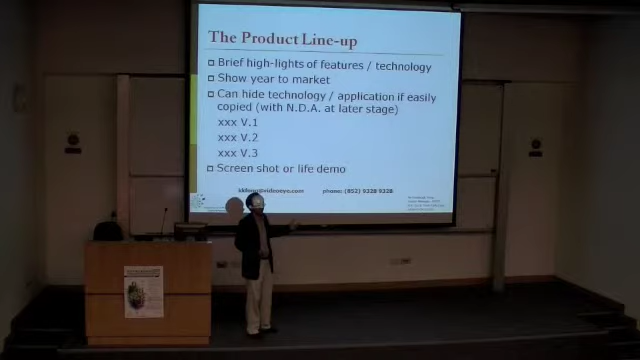 The Product Line-up
Brief high-lights of features / technology
Show year to market
Can hide technology / application if easily
copied (with N.D.A. at later stage)
xxx V.1
xxx V.2
xxx V.3
Screen shot or life demo
phone: (852) 9328 9328